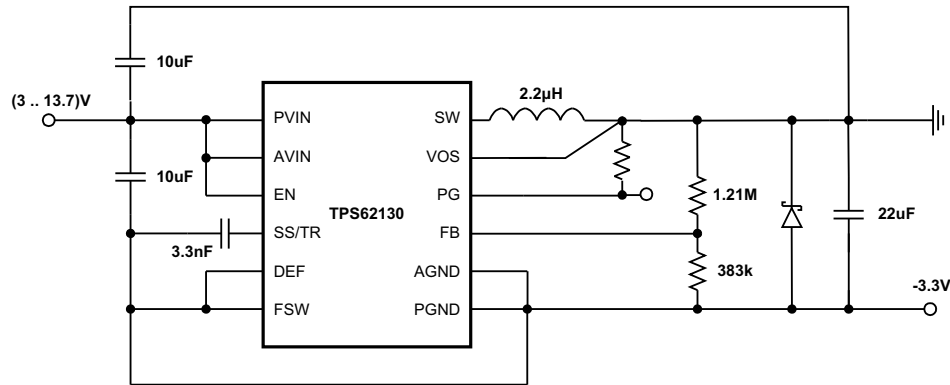 10uF
(3 .. 13.7)V
10uF
3.3nF
PVIN
AVIN
EN
SS/TR
DEF
FSW
TPS62130
SW
VOS
PG
FB
AGND
PGND
2.2µH
1.21M
383k
22uF
-3.3V